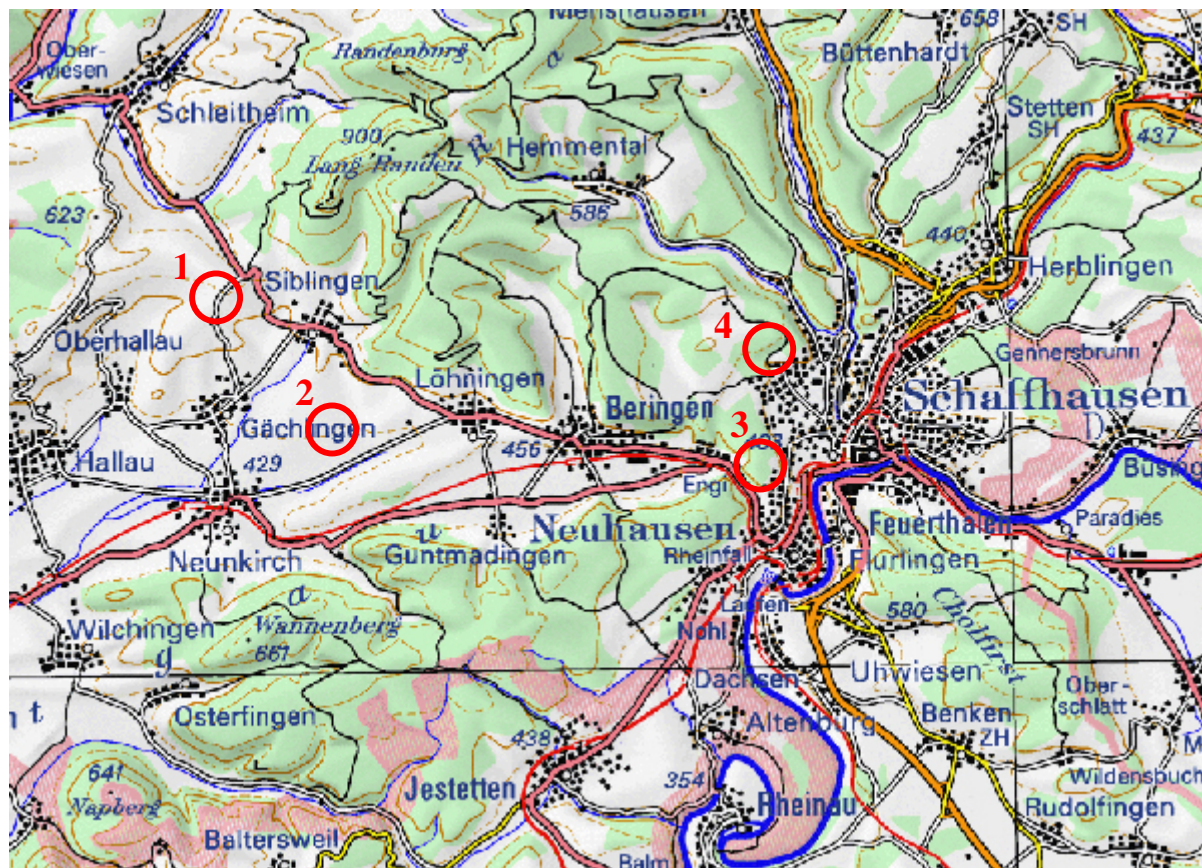 SH
658
Büttenhardt
Ober-
wiesen
Randenburg
a
Schleitheim
Stetten
SH
900
Lang Randen
Hemmental
437
623
586
440
1
Siblingen
Herblingen
Oberhallau
4
Gennersbrunn
Löhningen
Schaffhausen
2
Beringen
D
Gächlingen
3
Hallau
429
456
Engi
Büsing
Neuhausen
Feuerthalen
Paradies
u
Guntmadingen
Rheinfall
Neunkirch
Flurlingen
a
Laufen
580
Cholfirst
Wilchingen
Wannenberg
Nohl
661
g
Uhwiesen
Dachsen
Ober-
schlatt
Osterfingen
Altenburg
Benken
ZH
n t
438
M
641
354
Wildensbuch
Napberg
Jestetten
Rheinau
Rudolfingen
Baltersweil
Balm